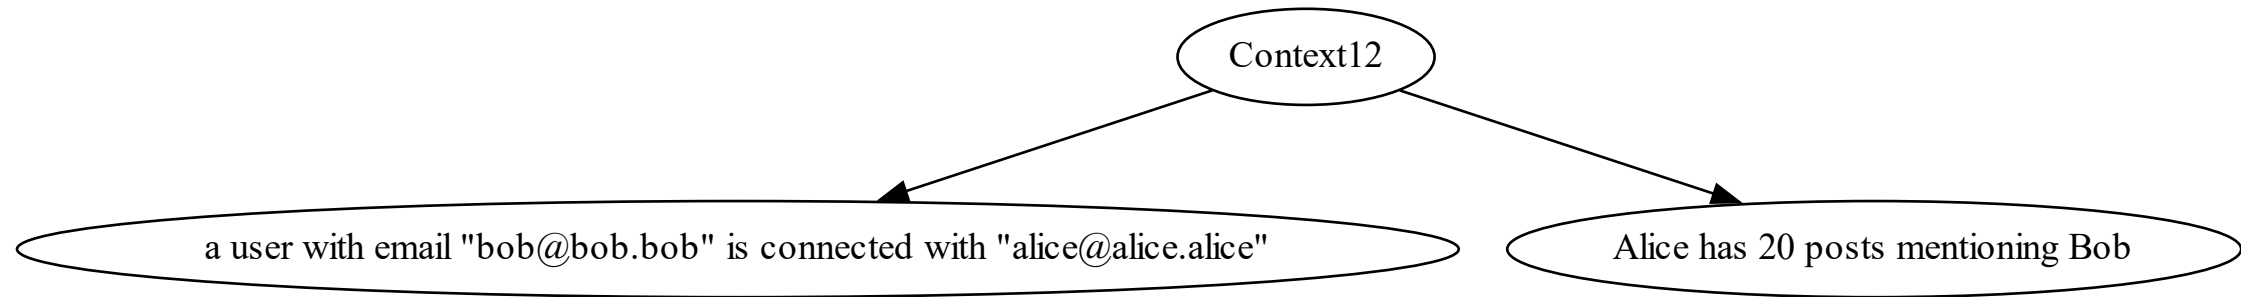 Context12
a user with email "bob@bob.bob" is connected with "alice@alice.alice"
Alice has 20 posts mentioning Bob